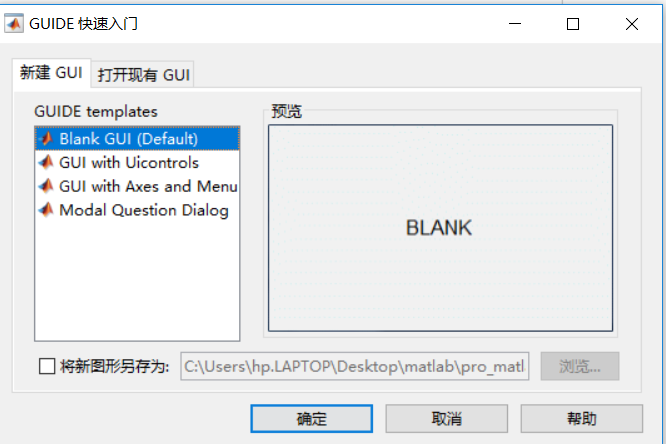 GUIDE 快速入门
新建 GUI
打开现有 GUI
GUIDE templates
Blank GUI (Default)
GUI with Uicontrols
GUI with Axes and Menu
Modal Question Dialog
预览
BLANK
将新图形另存为:
C:\Users\hp.LAPTOP\Desktop\matlab\pro_matl
浏览...
确定
取消
帮助